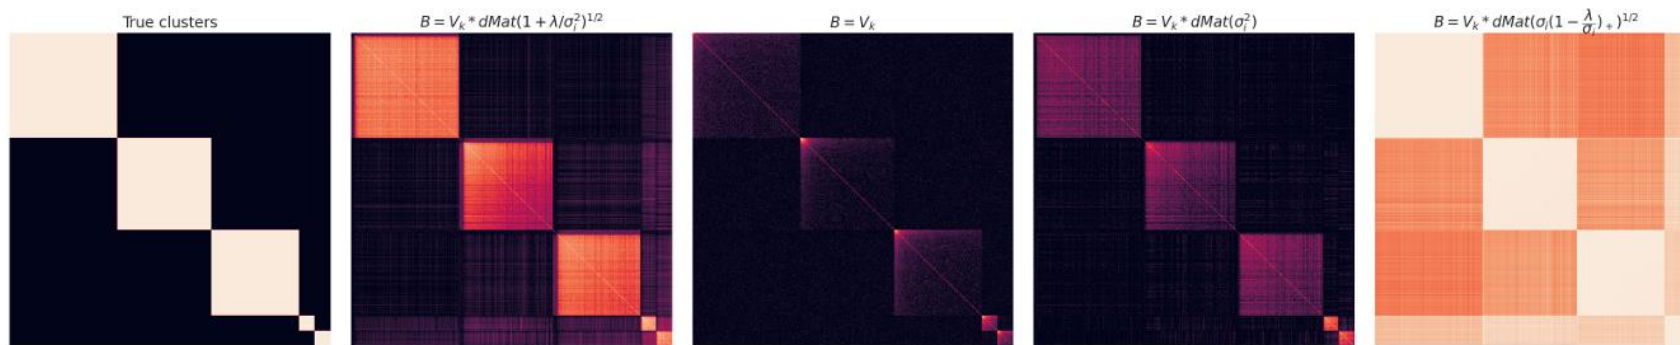 True clusters
B = V_k * dMat(1 + λ/σ_i^2)^{1/2}
B = V_k
B = V_k * dMat(σ_i^2)
B = V_k * dMat(σ_i(1 − λ/σ_i)_+)^{1/2}